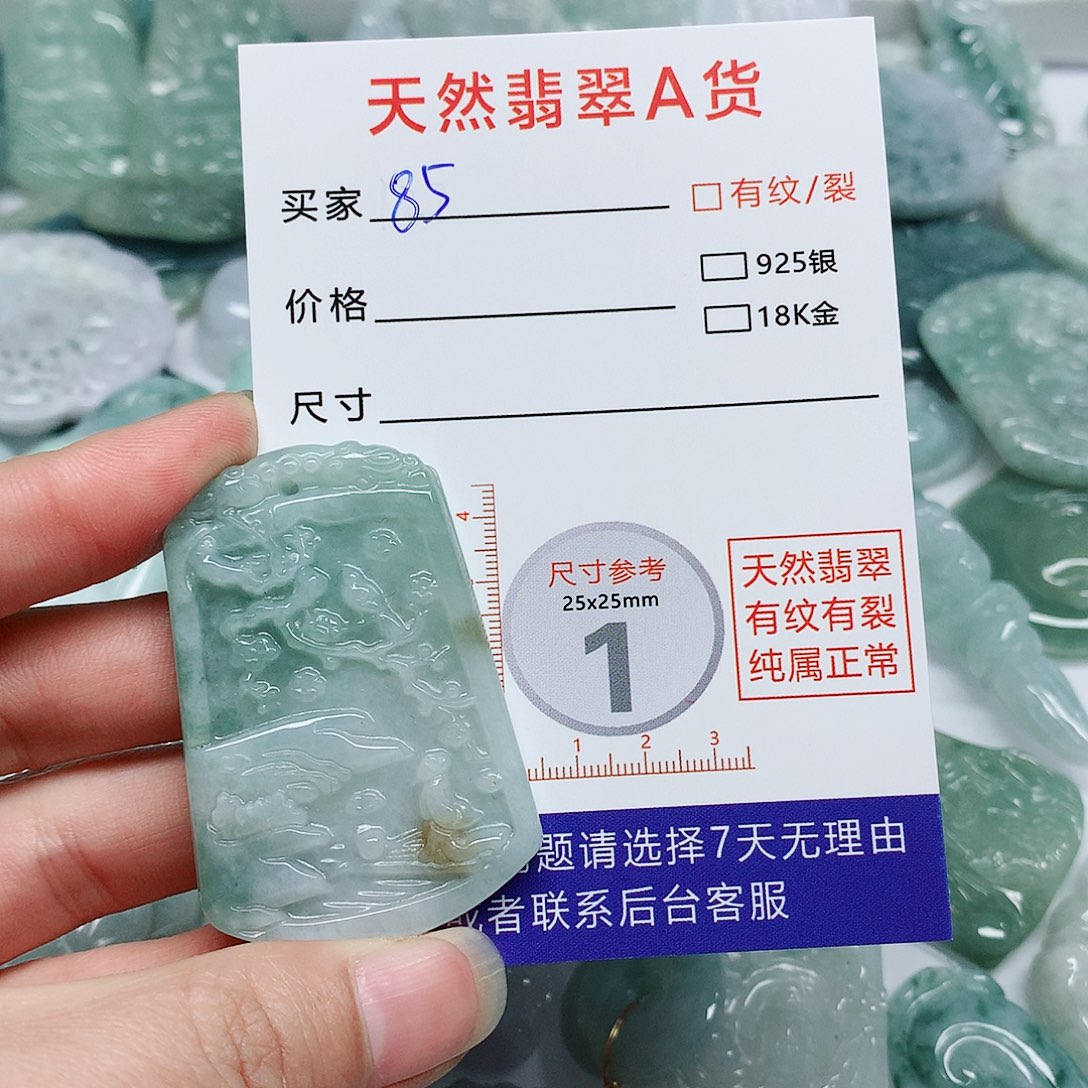 天然翡翠A货
买家 85
□有纹/裂
□925银
价格
□18K金
尺寸
4
尺寸参考
25x25mm
1
天然翡翠
有纹有裂
纯属正常
1 2 3
题请选择7天无理由
或者联系后台客服